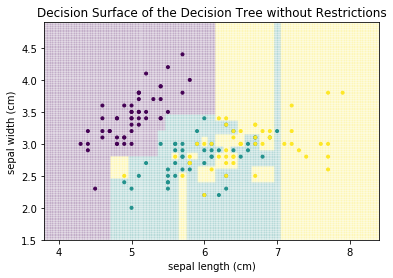 Decision Surface of the Decision Tree without Restrictions
4.5
4.0
3.5
3.0
2.5
2.0
1.5
sepal width (cm)
4 5 6 7 8
sepal length (cm)